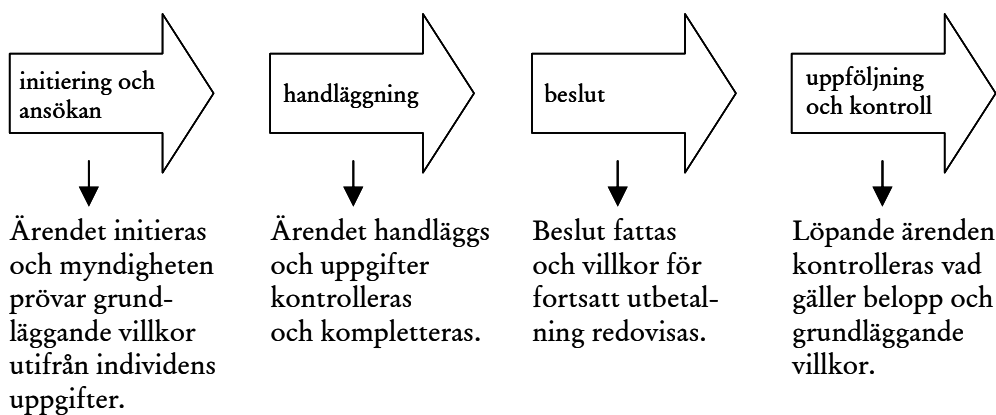 initiering och
ansökan
handläggning
beslut
uppföljning
och kontroll
Ärendet initieras
och myndigheten
prövar grund-
läggande villkor
utifrån individens
uppgifter.
Ärendet handläggs
och uppgifter
kontrolleras
och kompletteras.
Beslut fattas
och villkor för
fortsatt utbetal-
ning redovisas.
Löpande ärenden
kontrolleras vad
gäller belopp och
grundläggande
villkor.